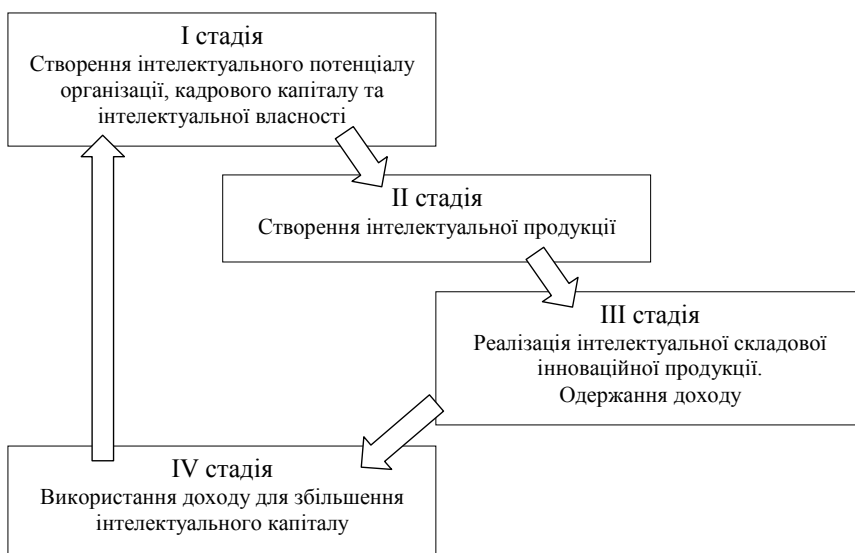 I стадія
Створення інтелектуального потенціалу
організації, кадрового капіталу та
інтелектуальної власності
II стадія
Створення інтелектуальної продукції
III стадія
Реалізація інтелектуальної складової
інноваційної продукції.
Одержання доходу
IV стадія
Використання доходу для збільшення
інтелектуального капіталу